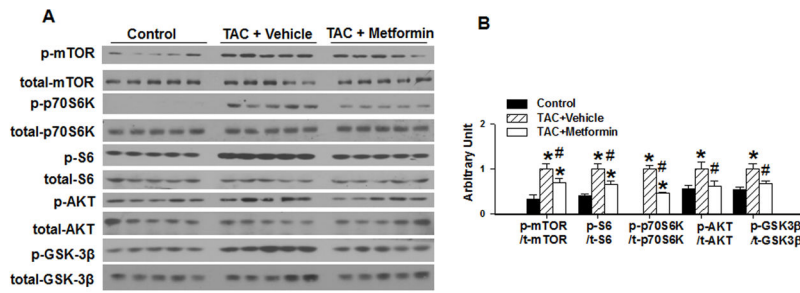 A
Control TAC + Vehicle TAC + Metformin
p-mTOR
total-mTOR
p-p70S6K
total-p70S6K
p-S6
total-S6
p-AKT
total-AKT
p-GSK-3β
total-GSK-3β
B
Control
TAC+Vehicle
TAC+Metformin
Arbitrary Unit
2
1
0
* # * * # * * # * * # * #
p-mTOR p-S6 p-p70S6K p-AKT p-GSK3β
/t-mTOR /t-S6 /t-p70S6K /t-AKT /t-GSK3β